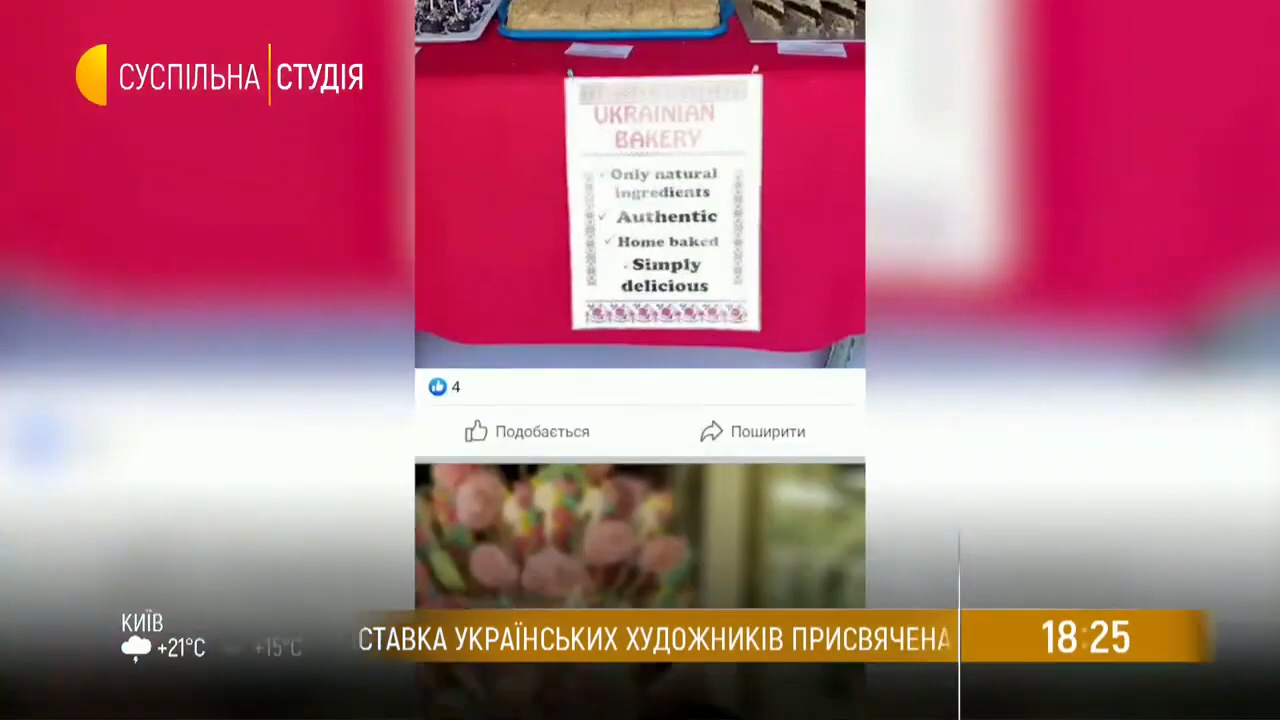 СУСПІЛЬНА СТУДІЯ
UKRAINIAN
BAKERY
Only natural
ingredients
✓ Authentic
✓ Home baked
Simply
delicious
4
Подобається
Поширити
КИЇВ
+21°C
+15°C
СТАВКА УКРАЇНСЬКИХ ХУДОЖНИКІВ ПРИСВЯЧЕНА
18:25